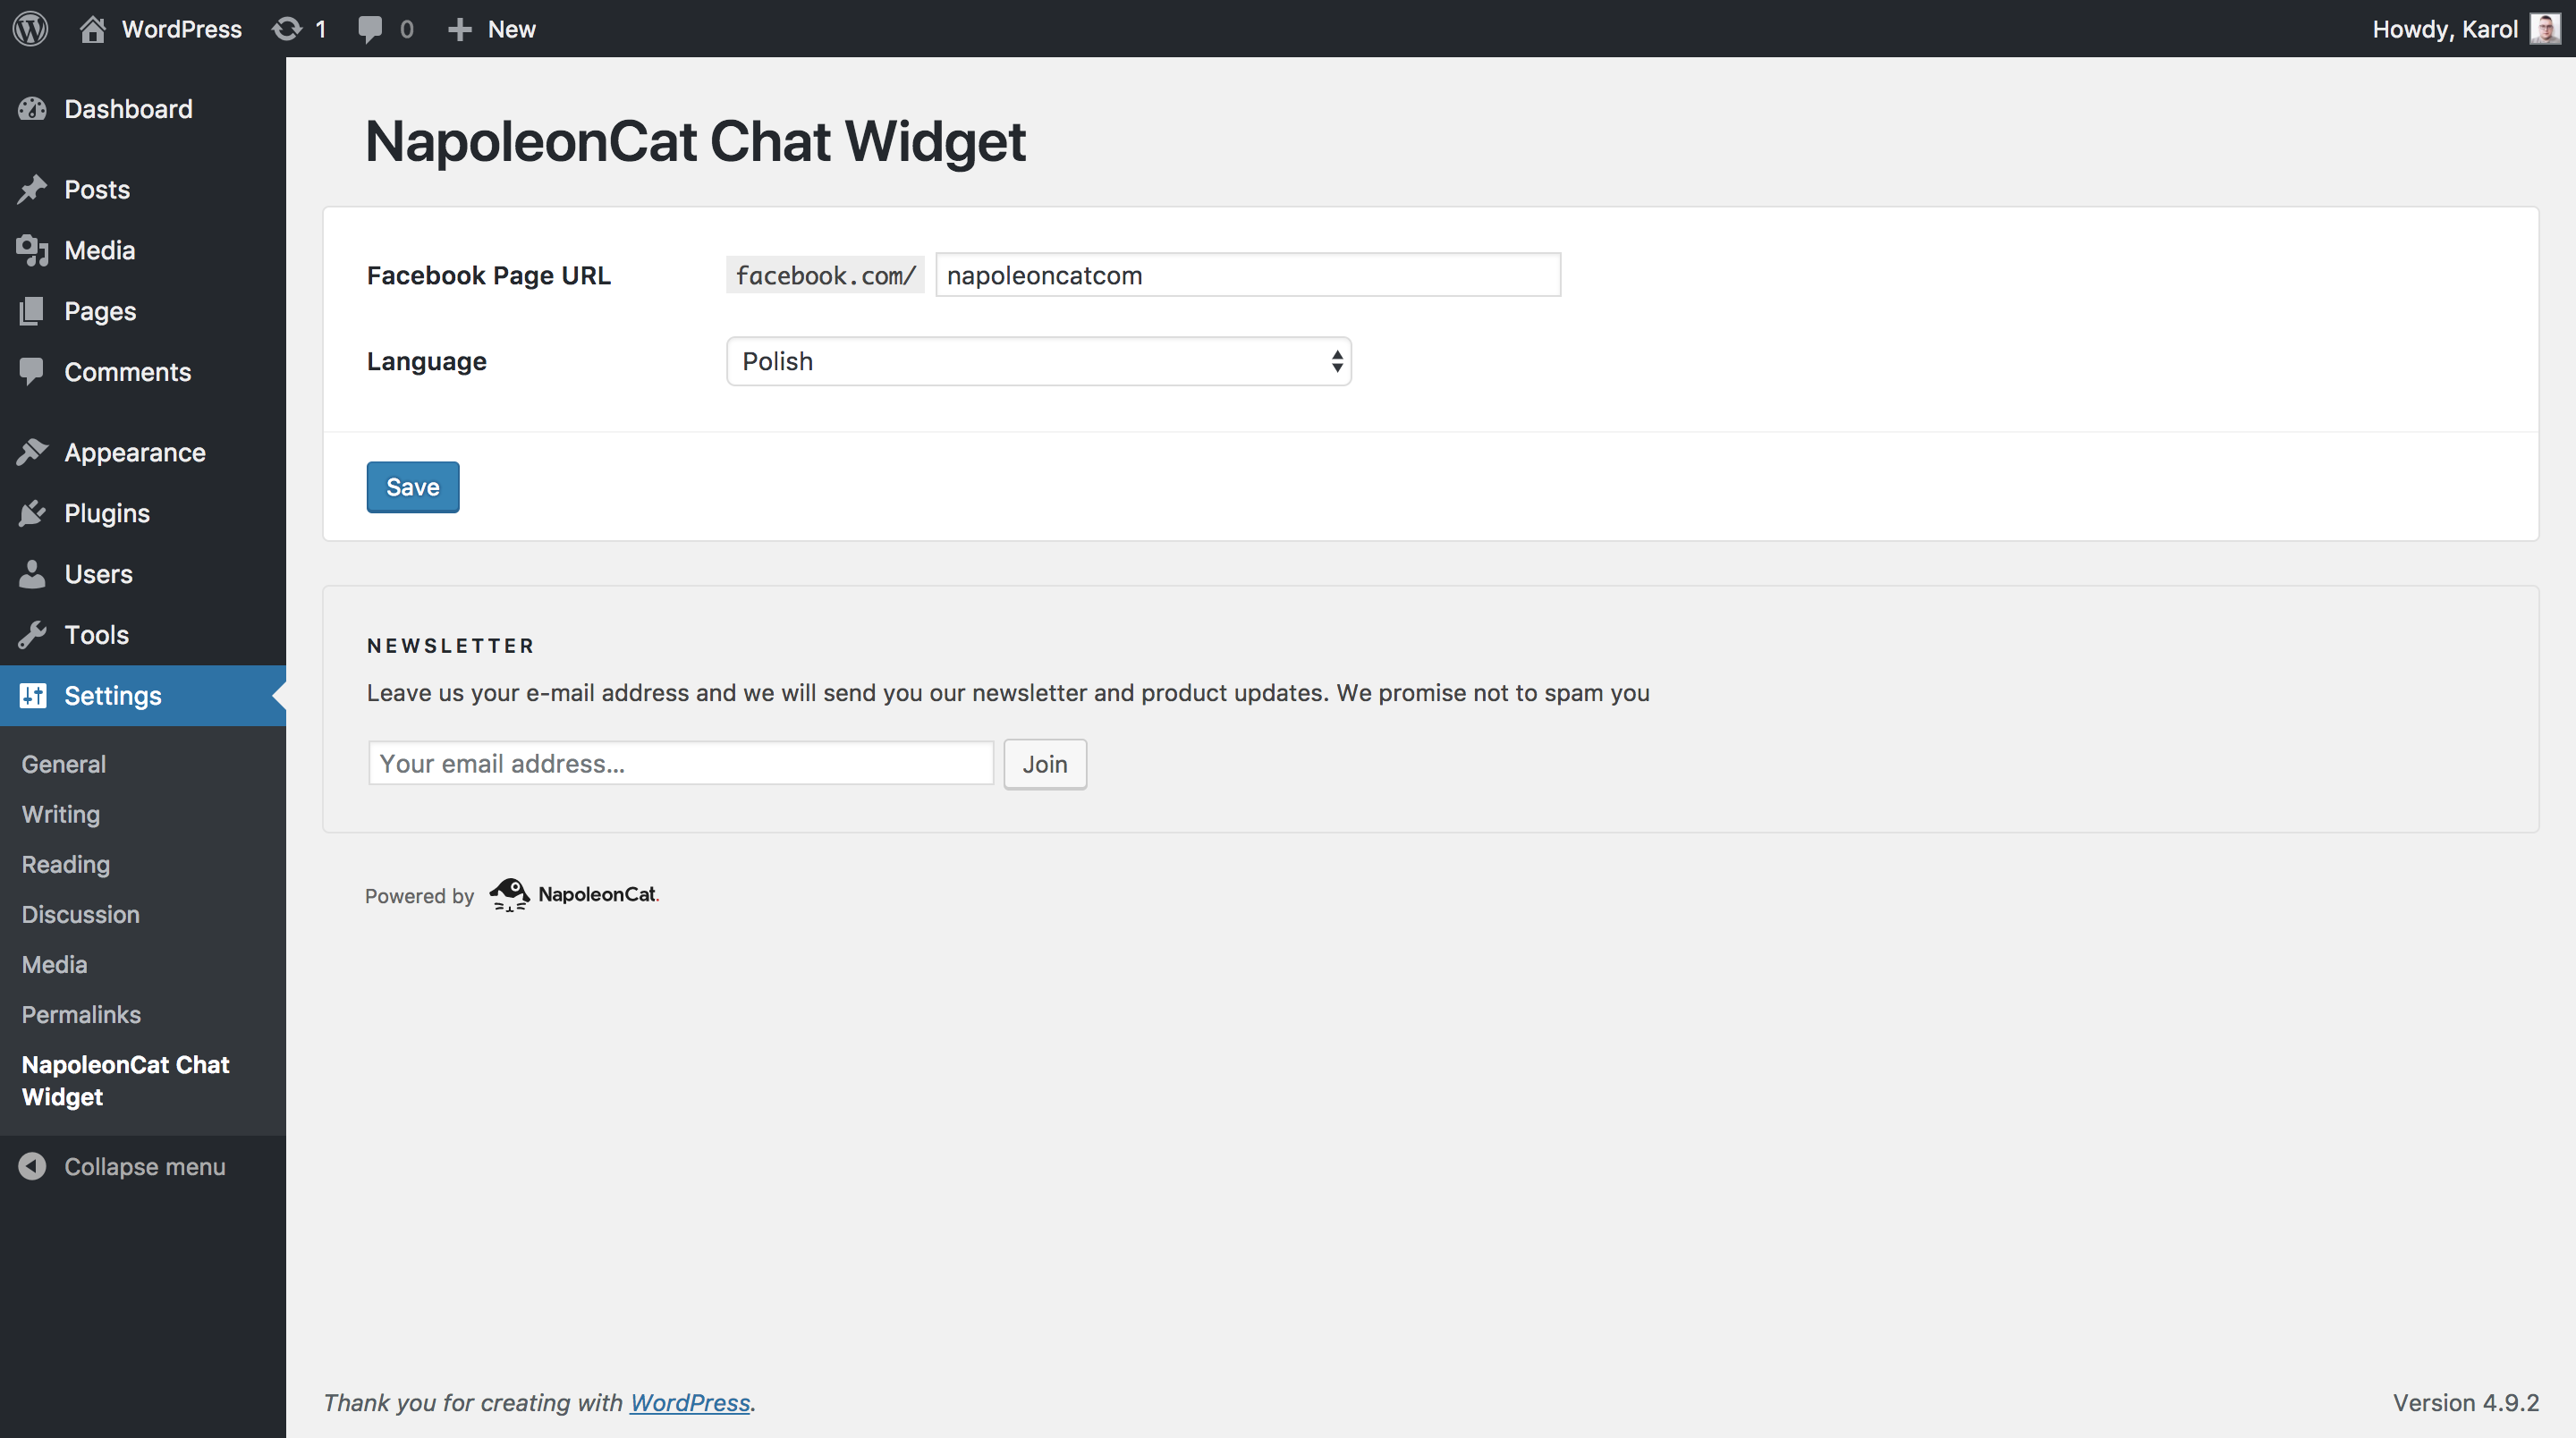 WordPress 1 0 New Howdy, Karol
Dashboard
Posts
Media
Pages
Comments
Appearance
Plugins
Users
Tools
Settings
General
Writing
Reading
Discussion
Media
Permalinks
NapoleonCat Chat
Widget
Collapse menu
NapoleonCat Chat Widget
Facebook Page URL facebook.com/ napoleoncatcom
Language Polish
Save
NEWSLETTER
Leave us your e-mail address and we will send you our newsletter and product updates. We promise not to spam you
Your email address... Join
Powered by NapoleonCat.
Thank you for creating with WordPress. Version 4.9.2